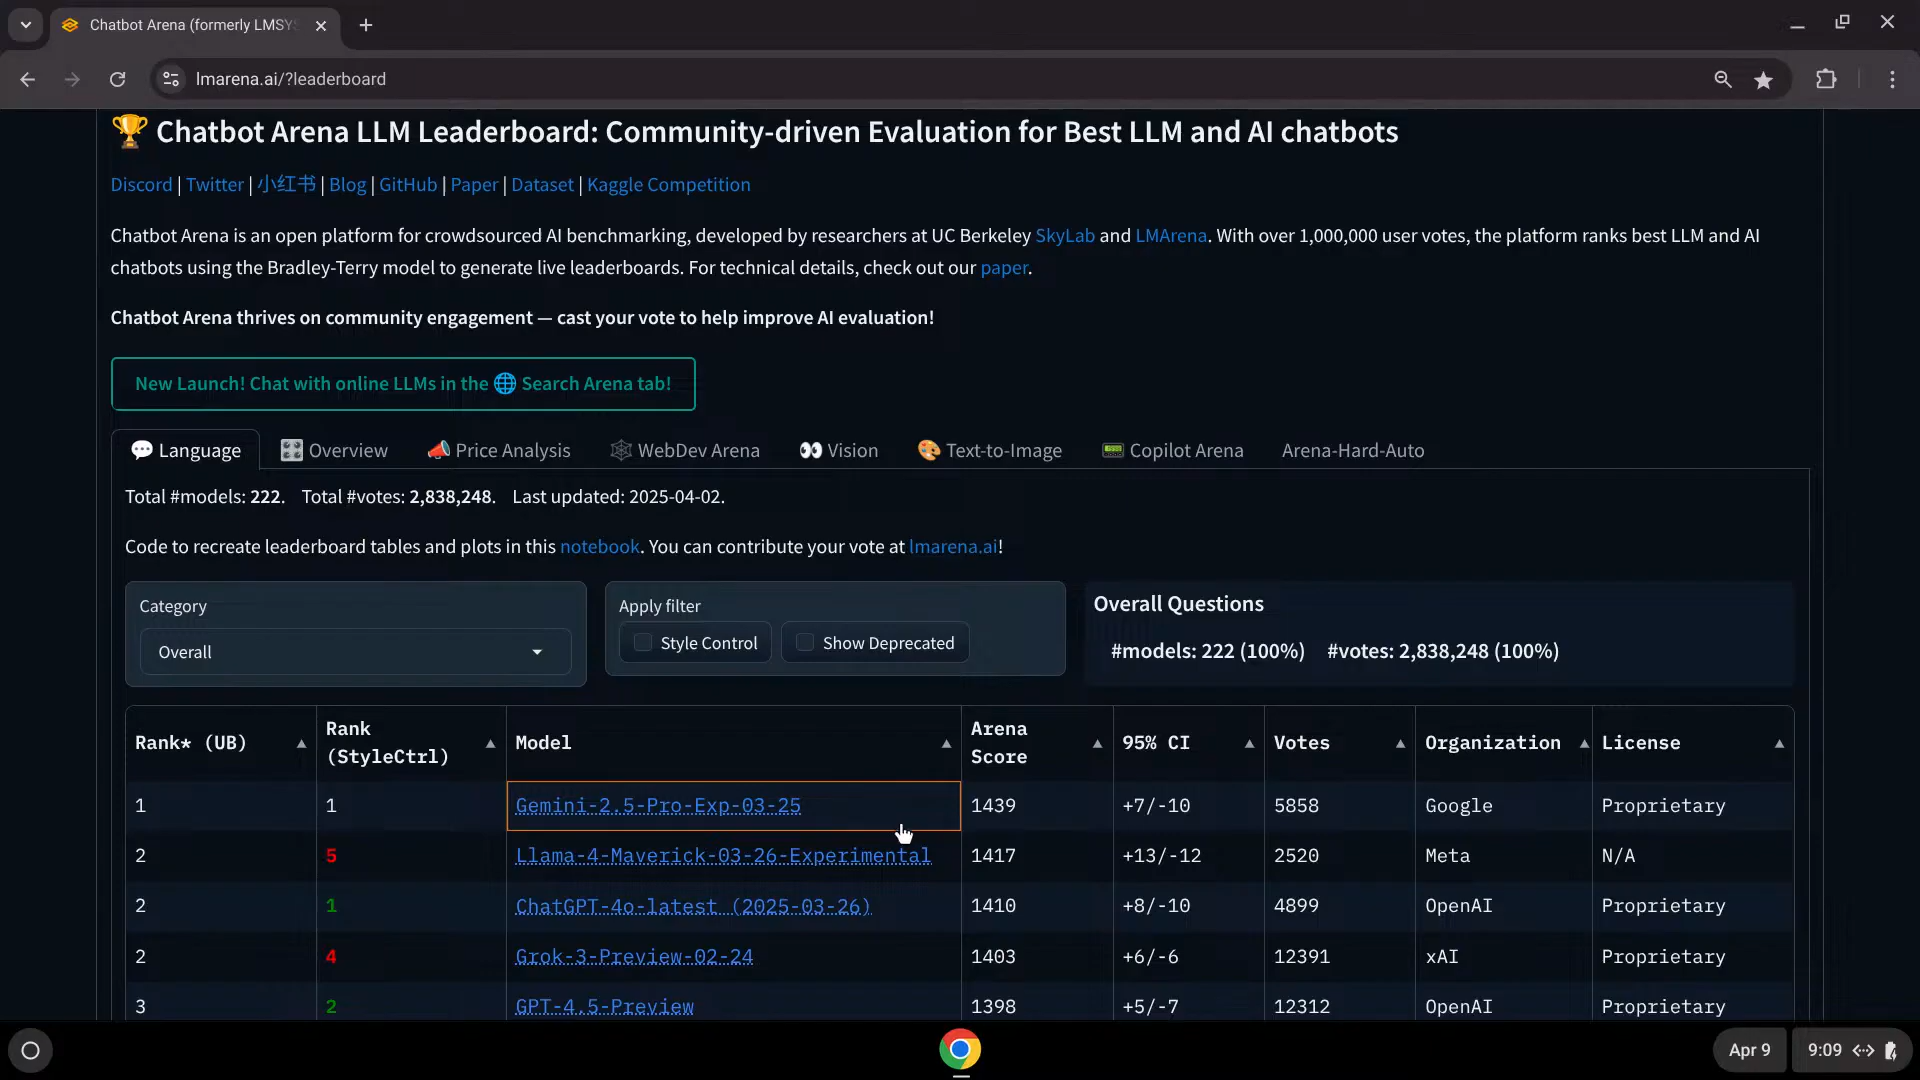 Chatbot Arena (formerly LMSYS
lmarena.ai/?leaderboard
🏆 Chatbot Arena LLM Leaderboard: Community-driven Evaluation for Best LLM and AI chatbots
Discord | Twitter | 小红书 | Blog | GitHub | Paper | Dataset | Kaggle Competition
Chatbot Arena is an open platform for crowdsourced AI benchmarking, developed by researchers at UC Berkeley SkyLab and LMArena. With over 1,000,000 user votes, the platform ranks best LLM and AI
chatbots using the Bradley-Terry model to generate live leaderboards. For technical details, check out our paper.
Chatbot Arena thrives on community engagement — cast your vote to help improve AI evaluation!
New Launch! Chat with online LLMs in the 🌐 Search Arena tab!
Language Overview Price Analysis WebDev Arena Vision Text-to-Image Copilot Arena Arena-Hard-Auto
Total #models: 222. Total #votes: 2,838,248. Last updated: 2025-04-02.
Code to recreate leaderboard tables and plots in this notebook. You can contribute your vote at lmarena.ai!
Category
Overall
Apply filter
Style Control Show Deprecated
Overall Questions
#models: 222 (100%) #votes: 2,838,248 (100%)
Rank* (UB) Rank (StyleCtrl) Model Arena Score 95% CI Votes Organization License
1 1 Gemini-2.5-Pro-Exp-03-25 1439 +7/-10 5858 Google Proprietary
2 5 Llama-4-Maverick-03-26-Experimental 1417 +13/-12 2520 Meta N/A
2 1 ChatGPT-4o-latest (2025-03-26) 1410 +8/-10 4899 OpenAI Proprietary
2 4 Grok-3-Preview-02-24 1403 +6/-6 12391 xAI Proprietary
3 2 GPT-4.5-Preview 1398 +5/-7 12312 OpenAI Proprietary
Apr 9 9:09